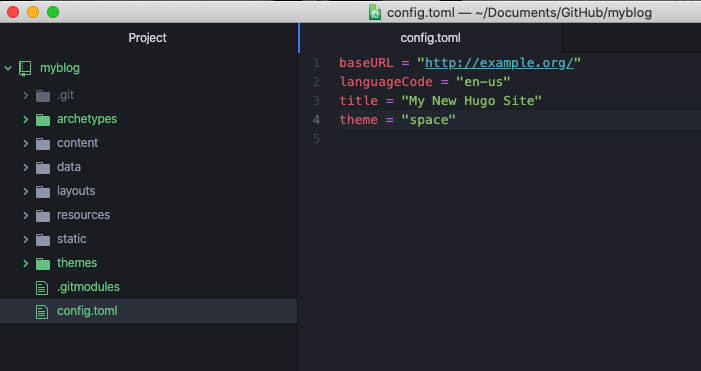 config.toml — ~/Documents/GitHub/myblog
Project
myblog
.git
archetypes
content
data
layouts
resources
static
themes
.gitmodules
config.toml
config.toml
1 baseURL = "http://example.org/"
2 languageCode = "en-us"
3 title = "My New Hugo Site"
4 theme = "space"
5